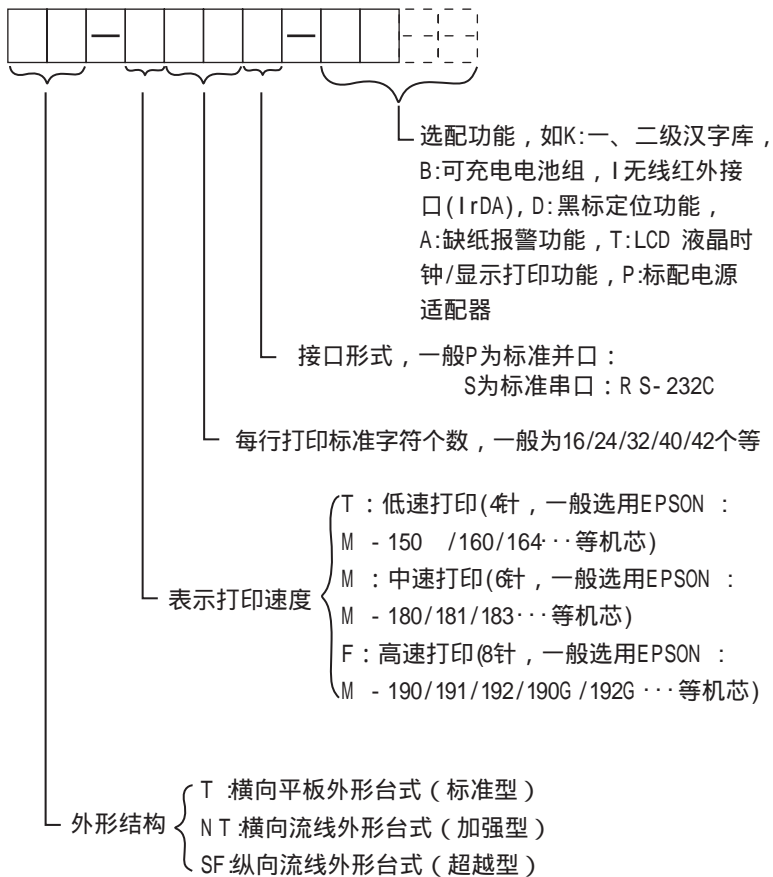 选配功能，如K:一、二级汉字库，
B:可充电电池组，I无线红外接
口(IrDA), D:黑标定位功能，
A:缺纸报警功能，T:LCD 液晶时
钟/显示打印功能，P:标配电源
适配器
接口形式，一般P为标准并口：
S为标准串口：RS-232C
每行打印标准字符个数，一般为16/24/32/40/42个等
表示打印速度
T：低速打印(4针，一般选用EPSON：
M - 150 /160/164···等机芯)
M：中速打印(6针，一般选用EPSON：
M - 180/181/183···等机芯)
F：高速打印(8针，一般选用EPSON：
M - 190/191/192/190G/192G···等机芯)
外形结构
T:横向平板外形台式（标准型）
NT:横向流线外形台式（加强型）
SF:纵向流线外形台式（超越型）